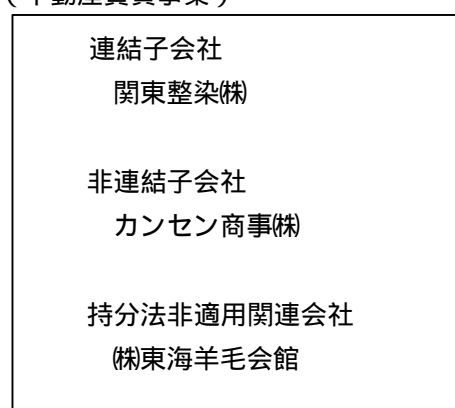 (不動産賃貸事業)
連結子会社
関東整染㈱
非連結子会社
カンセン商事㈱
持分法非適用関連会社
㈱東海羊毛会館